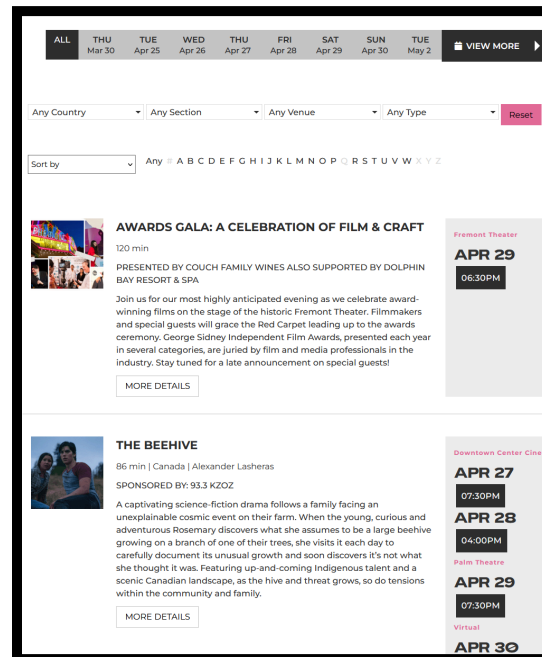 ALL THU TUE WED THU FRI SAT SUN TUE
Mar 30 Apr 25 Apr 26 Apr 27 Apr 28 Apr 29 Apr 30 May 2
VIEW MORE
Any Country Any Section Any Venue Any Type Reset
Sort by
Any # A B C D E F G H I J K L M N O P Q R S T U V W X Y Z
AWARDS GALA: A CELEBRATION OF FILM & CRAFT
120 min
PRESENTED BY COUCH FAMILY WINES ALSO SUPPORTED BY DOLPHIN
BAY RESORT & SPA
Join us for our most highly anticipated evening as we celebrate award-
winning films on the stage of the historic Fremont Theater. Filmmakers
and special guests will grace the Red Carpet leading up to the awards
ceremony. George Sidney Independent Film Awards, presented each year
in several categories, are juried by film and media professionals in the
industry. Stay tuned for a late announcement on special guests!
MORE DETAILS
Fremont Theater
APR 29
06:30PM
THE BEEHIVE
86 min | Canada | Alexander Lasheras
SPONSORED BY: 93.3 KZOZ
A captivating science-fiction drama follows a family facing an
unexplainable cosmic event on their farm. When the young, curious and
adventurous Rosemary discovers what she assumes to be a large beehive
growing on a branch of one of their trees, she visits it each day to
carefully document its unusual growth and soon discovers it's not what
she thought it was. Featuring up-and-coming Indigenous talent and a
scenic Canadian landscape, as the hive and threat grows, so do tensions
within the community and family.
MORE DETAILS
Downtown Center Cine
APR 27
07:30PM
APR 28
04:00PM
Palm Theatre
APR 29
07:30PM
Virtual
APR 30